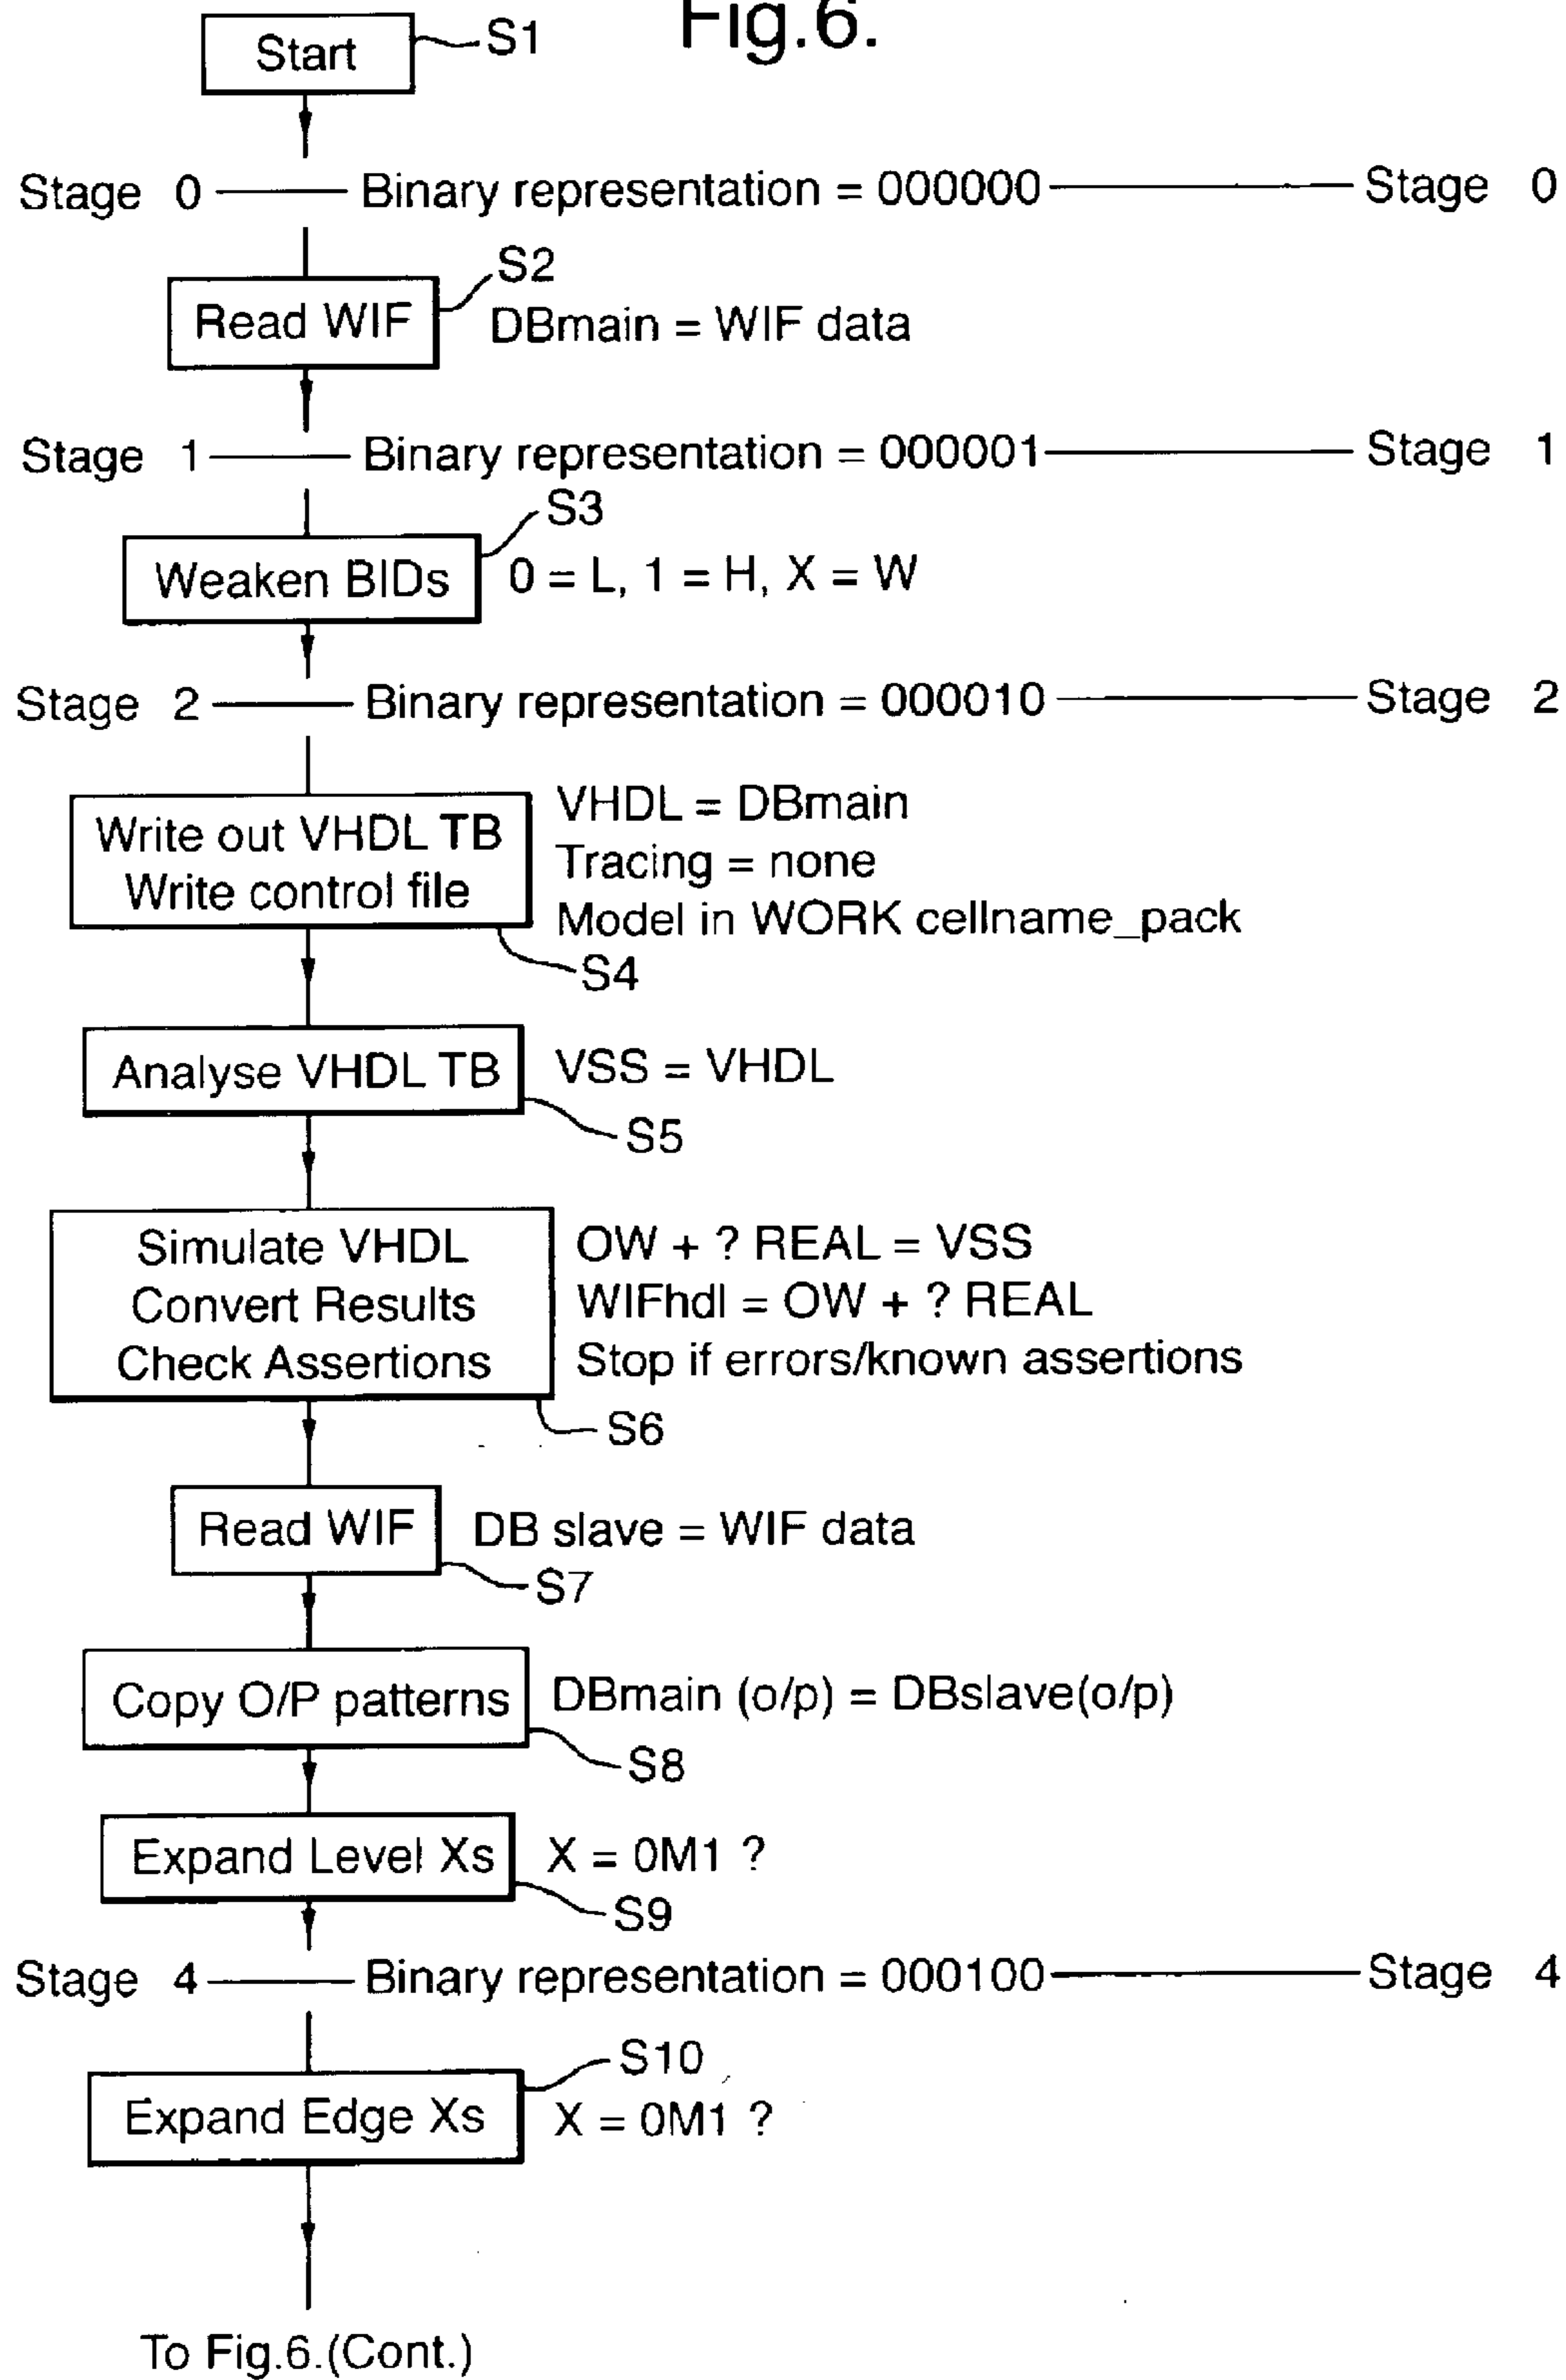 Fig.6.
Start
S1
Stage 0 Binary representation = 000000 Stage 0
S2
Read WIF
DBmain = WIF data
Stage 1 Binary representation = 000001 Stage 1
S3
Weaken BIDs
0 = L, 1 = H, X = W
Stage 2 Binary representation = 000010 Stage 2
Write out VHDL TB
Write control file
VHDL = DBmain
Tracing = none
Model in WORK cellname_pack
S4
Analyse VHDL TB
VSS = VHDL
S5
Simulate VHDL
Convert Results
Check Assertions
OW + ? REAL = VSS
WIFhdl = OW + ? REAL
Stop if errors/known assertions
S6
Read WIF
DB slave = WIF data
S7
Copy O/P patterns
DBmain (o/p) = DBslave(o/p)
S8
Expand Level Xs
X = 0M1 ?
S9
Stage 4 Binary representation = 000100 Stage 4
S10
Expand Edge Xs
X = 0M1 ?
To Fig.6.(Cont.)